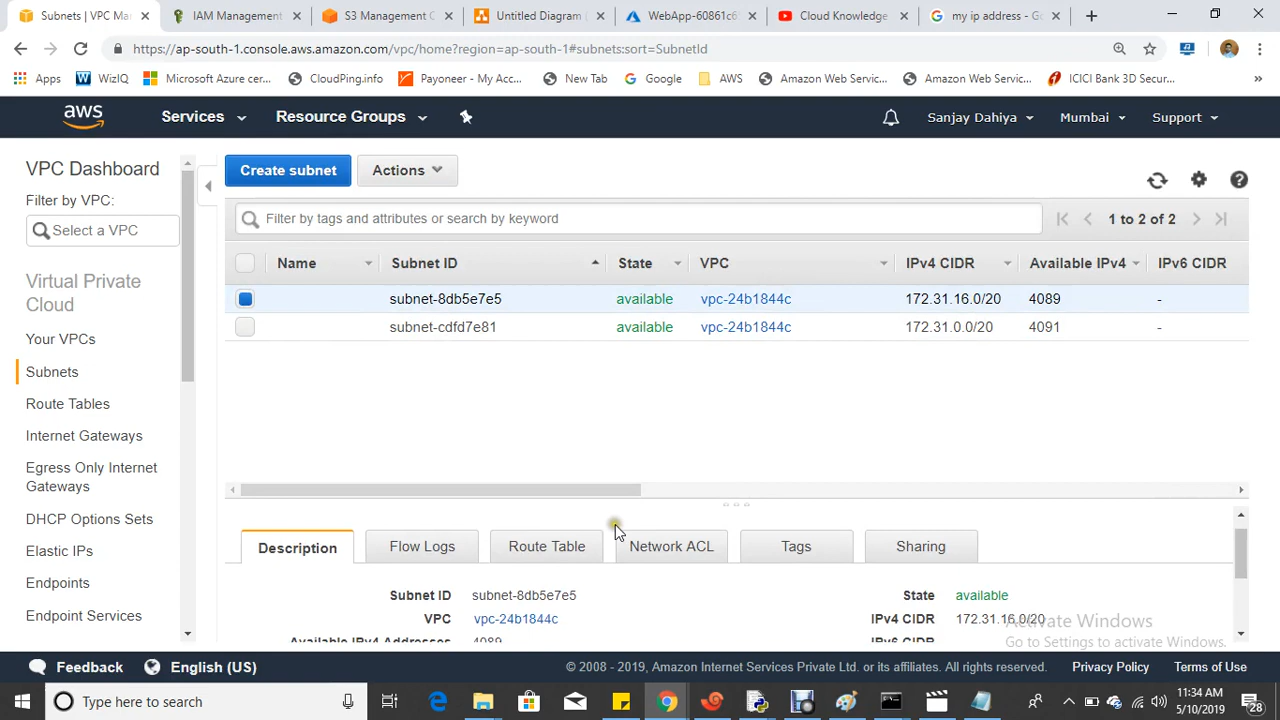 Subnets | VPC Ma
IAM Management
S3 Management C
Untitled Diagram
WebApp-60861c6
Cloud Knowledge
my ip address - Go
https://ap-south-1.console.aws.amazon.com/vpc/home?region=ap-south-1#subnets:sort=SubnetId
Apps
WizIQ
Microsoft Azure cer...
CloudPing.info
Payoneer - My Acc...
New Tab
Google
AWS
Amazon Web Servic...
Amazon Web Servic...
ICICI Bank 3D Secur...
aws
Services
Resource Groups
Sanjay Dahiya
Mumbai
Support
VPC Dashboard
Filter by VPC:
Select a VPC
Virtual Private
Cloud
Your VPCs
Subnets
Route Tables
Internet Gateways
Egress Only Internet
Gateways
DHCP Options Sets
Elastic IPs
Endpoints
Endpoint Services
Create subnet
Actions
Filter by tags and attributes or search by keyword
1 to 2 of 2
Name
Subnet ID
State
VPC
IPv4 CIDR
Available IPv4
IPv6 CIDR
subnet-8db5e7e5
available
vpc-24b1844c
172.31.16.0/20
4089
-
subnet-cdfd7e81
available
vpc-24b1844c
172.31.0.0/20
4091
-
Description
Flow Logs
Route Table
Network ACL
Tags
Sharing
Subnet ID
subnet-8db5e7e5
State
available
VPC
vpc-24b1844c
IPv4 CIDR
172.31.16.0/20
Available IPv4 Addresses
4089
IPv6 CIDR
Activate Windows
Go to Settings to activate Windows.
Feedback
English (US)
© 2008 - 2019, Amazon Internet Services Private Ltd. or its affiliates. All rights reserved.
Privacy Policy
Terms of Use
Type here to search
11:34 AM
5/10/2019
28